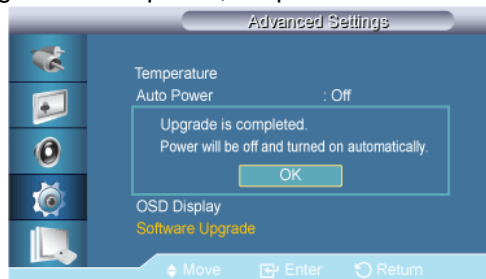 Advanced Settings
Temperature
Auto Power : Off
Upgrade is completed.
Power will be off and turned on automatically.
OK
OSD Display
Software Upgrade
Move Enter Return